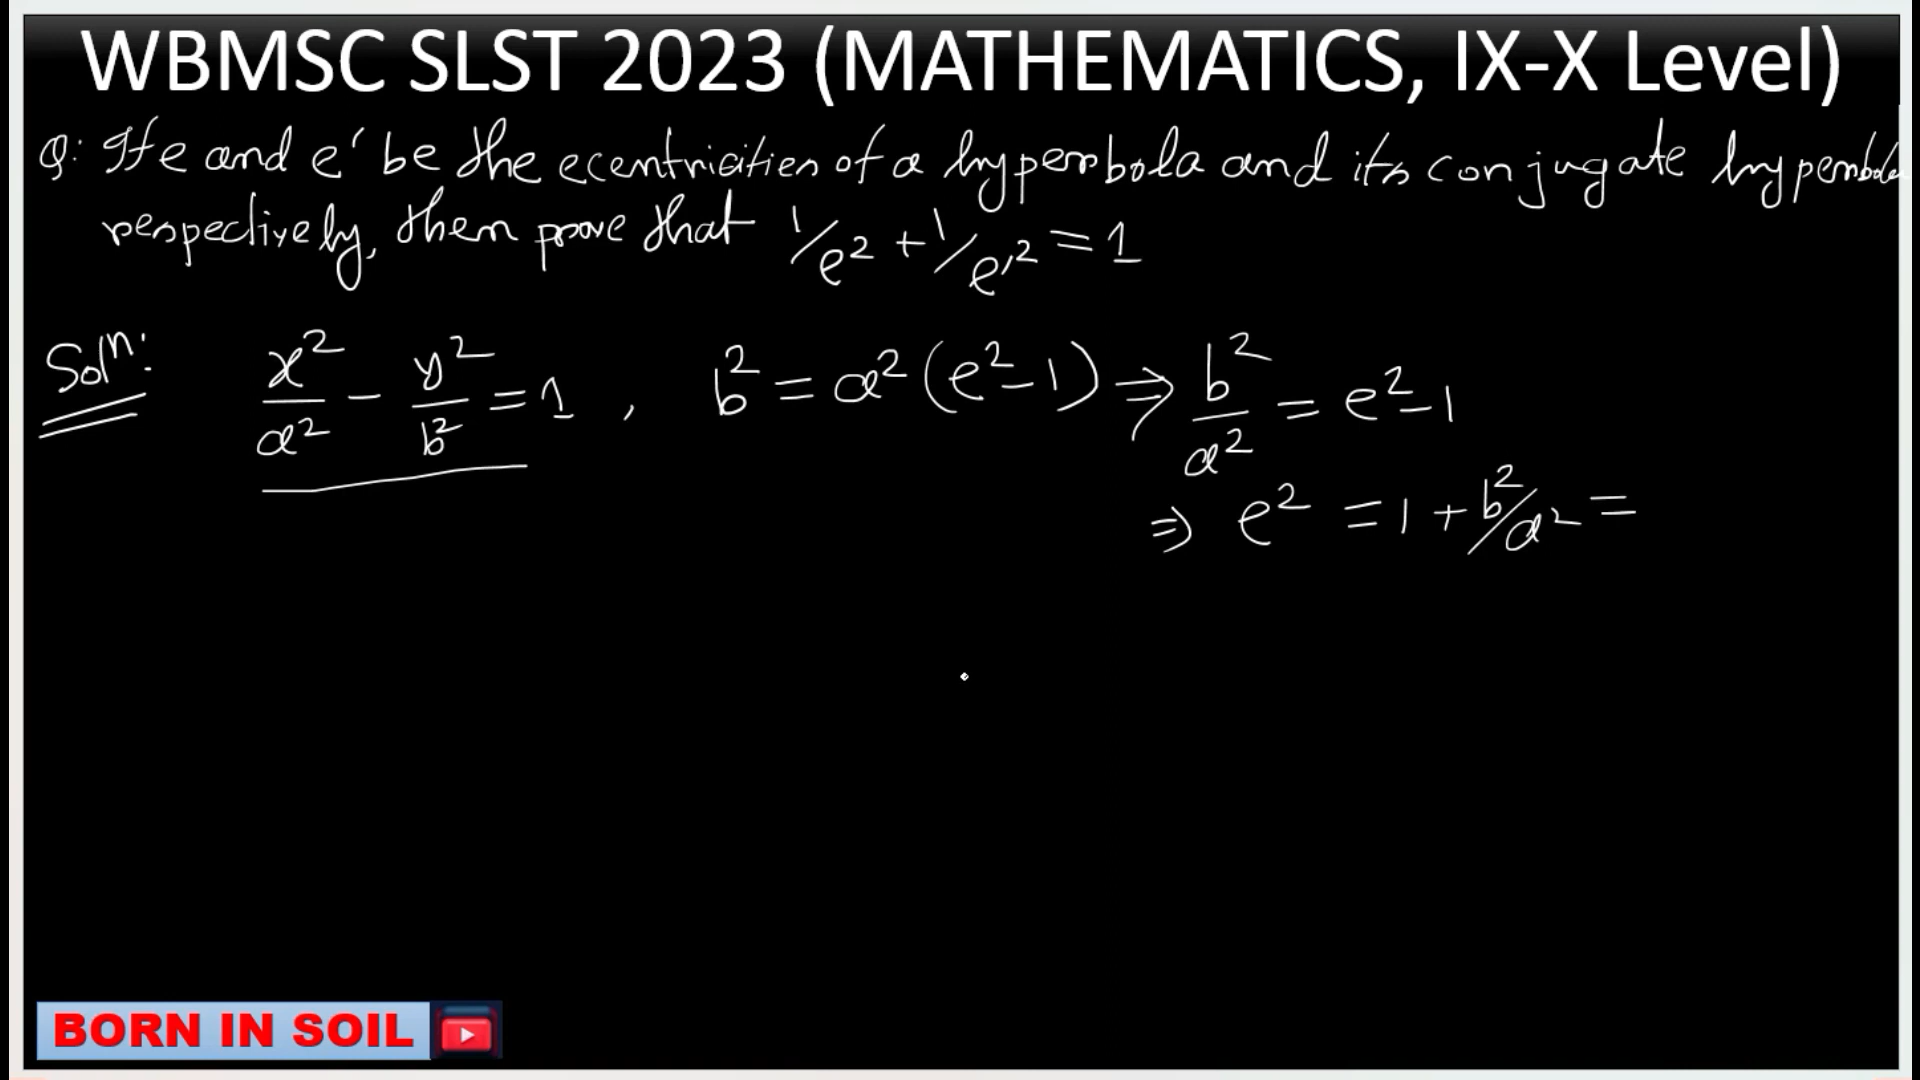 WBMSC SLST 2023 (MATHEMATICS, IX-X Level)
Q: If e and e' be the ecentricities of a hyperbola and its conjugate hyperbola
respectively, then prove that 1/e² + 1/e'² = 1
Solⁿ: x²/a² - y²/b² = 1 , b² = a²(e²-1) ⇒ b²/a² = e²-1
⇒ e² = 1 + b²/a² =
BORN IN SOIL